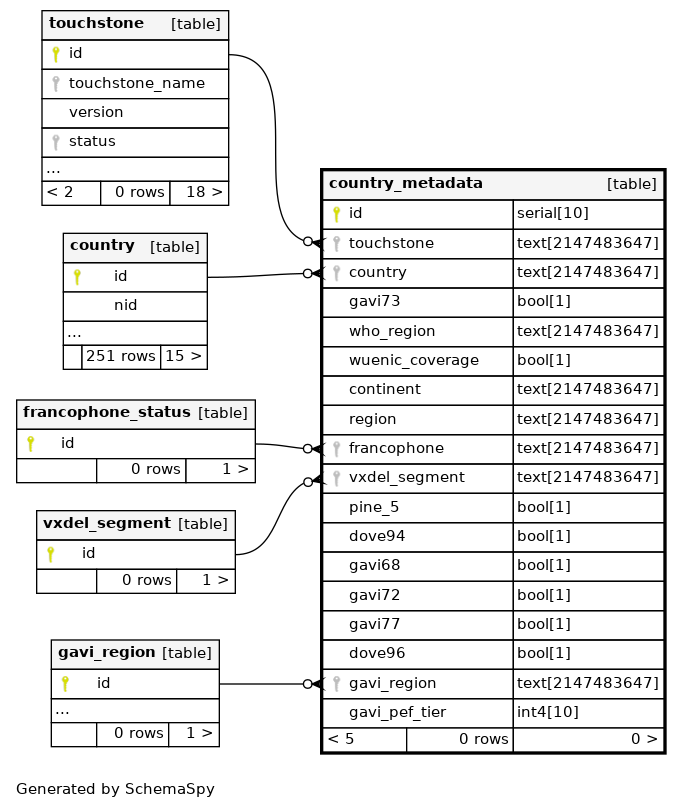 touchstone [table]
id
touchstone_name
version
status
...
< 2 0 rows 18 >
country [table]
id
nid
...
251 rows 15 >
francophone_status [table]
id
0 rows 1 >
vxdel_segment [table]
id
0 rows 1 >
gavi_region [table]
id
...
0 rows 1 >
country_metadata [table]
id serial[10]
touchstone text[2147483647]
country text[2147483647]
gavi73 bool[1]
who_region text[2147483647]
wuenic_coverage bool[1]
continent text[2147483647]
region text[2147483647]
francophone text[2147483647]
vxdel_segment text[2147483647]
pine_5 bool[1]
dove94 bool[1]
gavi68 bool[1]
gavi72 bool[1]
gavi77 bool[1]
dove96 bool[1]
gavi_region text[2147483647]
gavi_pef_tier int4[10]
< 5 0 rows 0 >
Generated by SchemaSpy